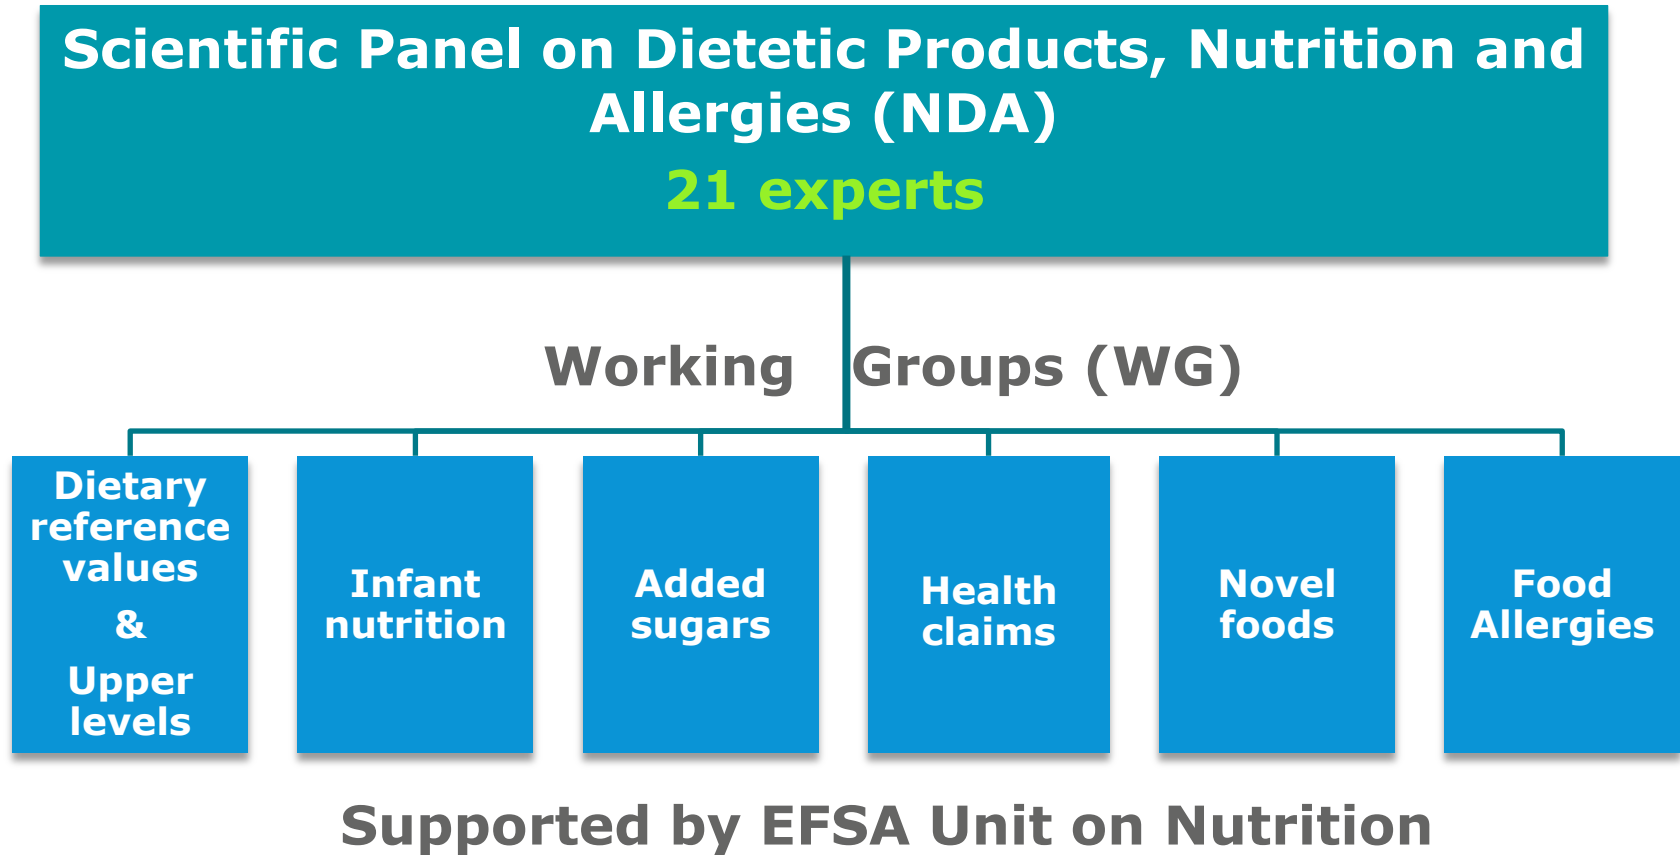 Scientific Panel on Dietetic Products, Nutrition and
Allergies (NDA)
21 experts
Working Groups (WG)
Dietary
reference
values
&
Upper
levels
Infant
nutrition
Added
sugars
Health
claims
Novel
foods
Food
Allergies
Supported by EFSA Unit on Nutrition